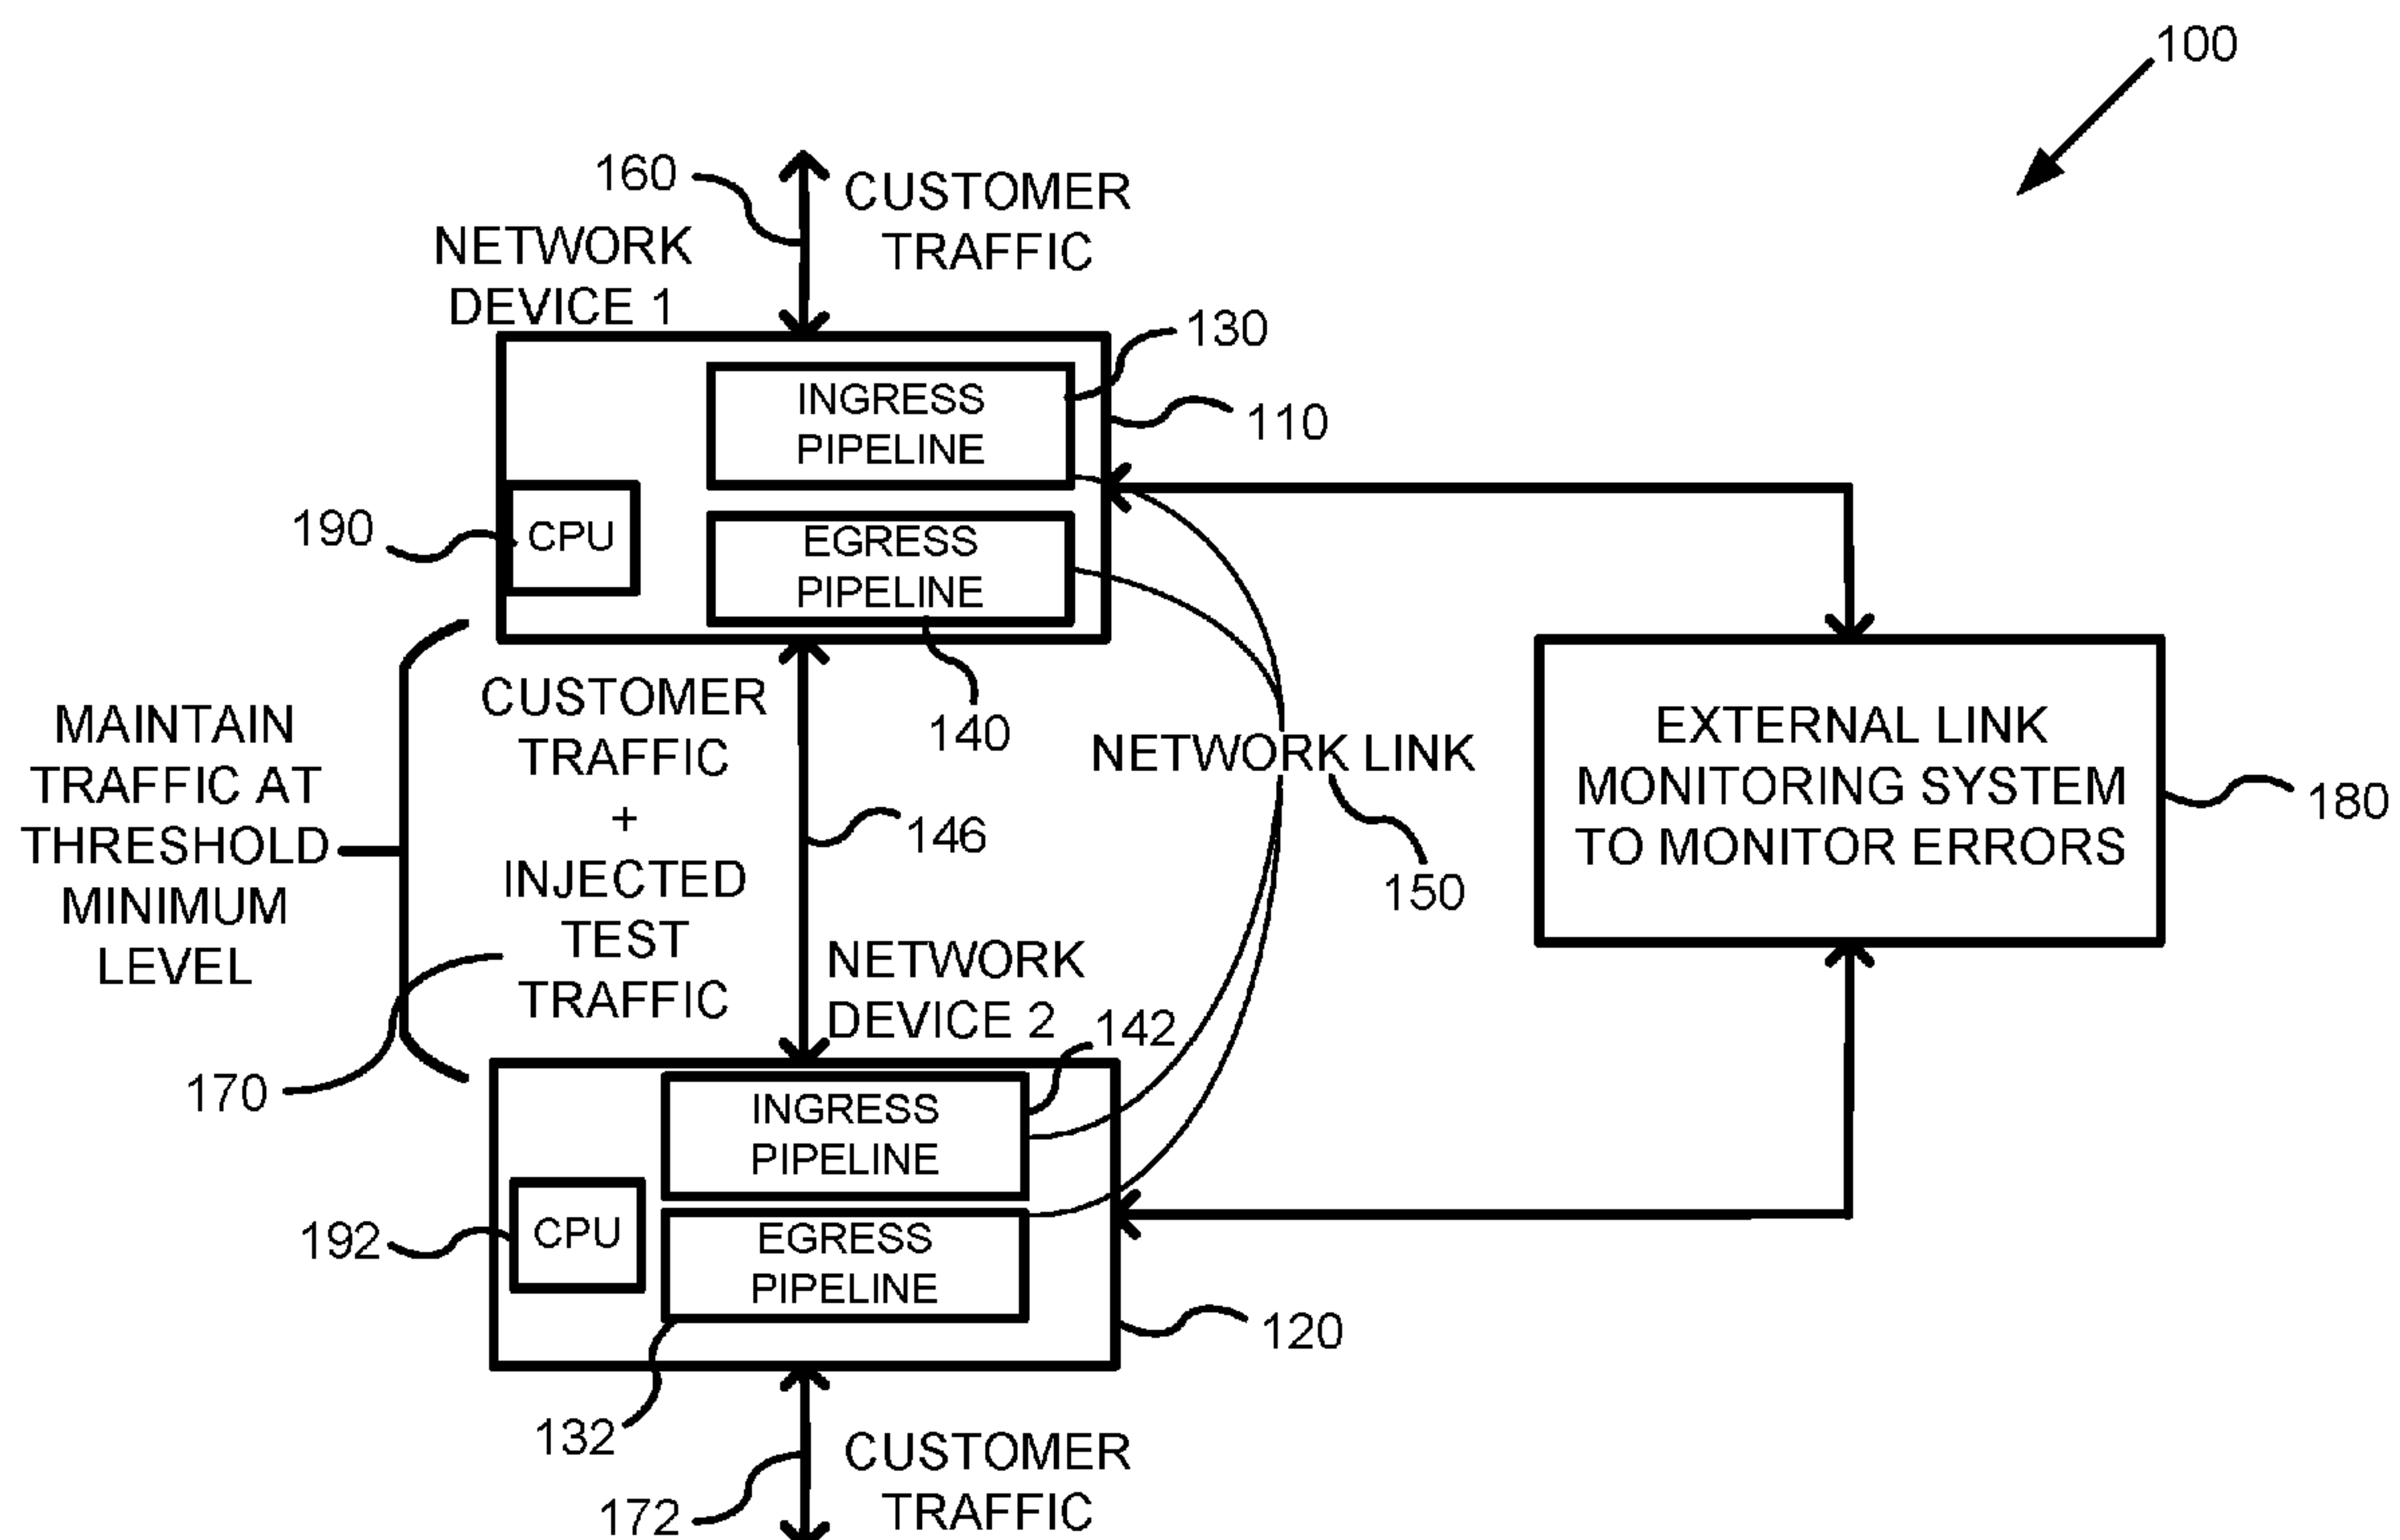 100
160
CUSTOMER
TRAFFIC
NETWORK
DEVICE 1
130
INGRESS
PIPELINE
110
190
CPU
EGRESS
PIPELINE
140
CUSTOMER
TRAFFIC
+
INJECTED
TEST
TRAFFIC
MAINTAIN
TRAFFIC AT
THRESHOLD
MINIMUM
LEVEL
146
NETWORK LINK
150
EXTERNAL LINK
MONITORING SYSTEM
TO MONITOR ERRORS
180
170
NETWORK
DEVICE 2
142
INGRESS
PIPELINE
192
CPU
EGRESS
PIPELINE
120
132
172
CUSTOMER
TRAFFIC